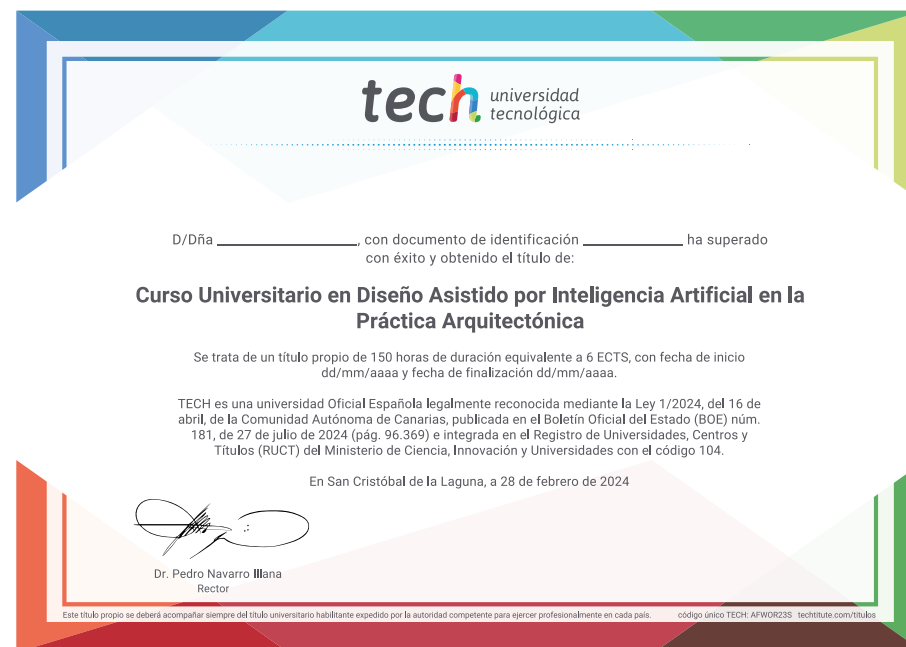 tech universidad
tecnológica
D/Dña ____________________, con documento de identificación ______________ ha superado
con éxito y obtenido el título de:
Curso Universitario en Diseño Asistido por Inteligencia Artificial en la
Práctica Arquitectónica
Se trata de un título propio de 150 horas de duración equivalente a 6 ECTS, con fecha de inicio
dd/mm/aaaa y fecha de finalización dd/mm/aaaa.
TECH es una universidad Oficial Española legalmente reconocida mediante la Ley 1/2024, del 16 de
abril, de la Comunidad Autónoma de Canarias, publicada en el Boletín Oficial del Estado (BOE) núm.
181, de 27 de julio de 2024 (pág. 96.369) e integrada en el Registro de Universidades, Centros y
Títulos (RUCT) del Ministerio de Ciencia, Innovación y Universidades con el código 104.
En San Cristóbal de la Laguna, a 28 de febrero de 2024
Dr. Pedro Navarro Illana
Rector
Este título propio se deberá acompañar siempre del título universitario habilitante expedido por la autoridad competente para ejercer profesionalmente en cada país. código único TECH: AFWOR23S techtitute.com/titulos